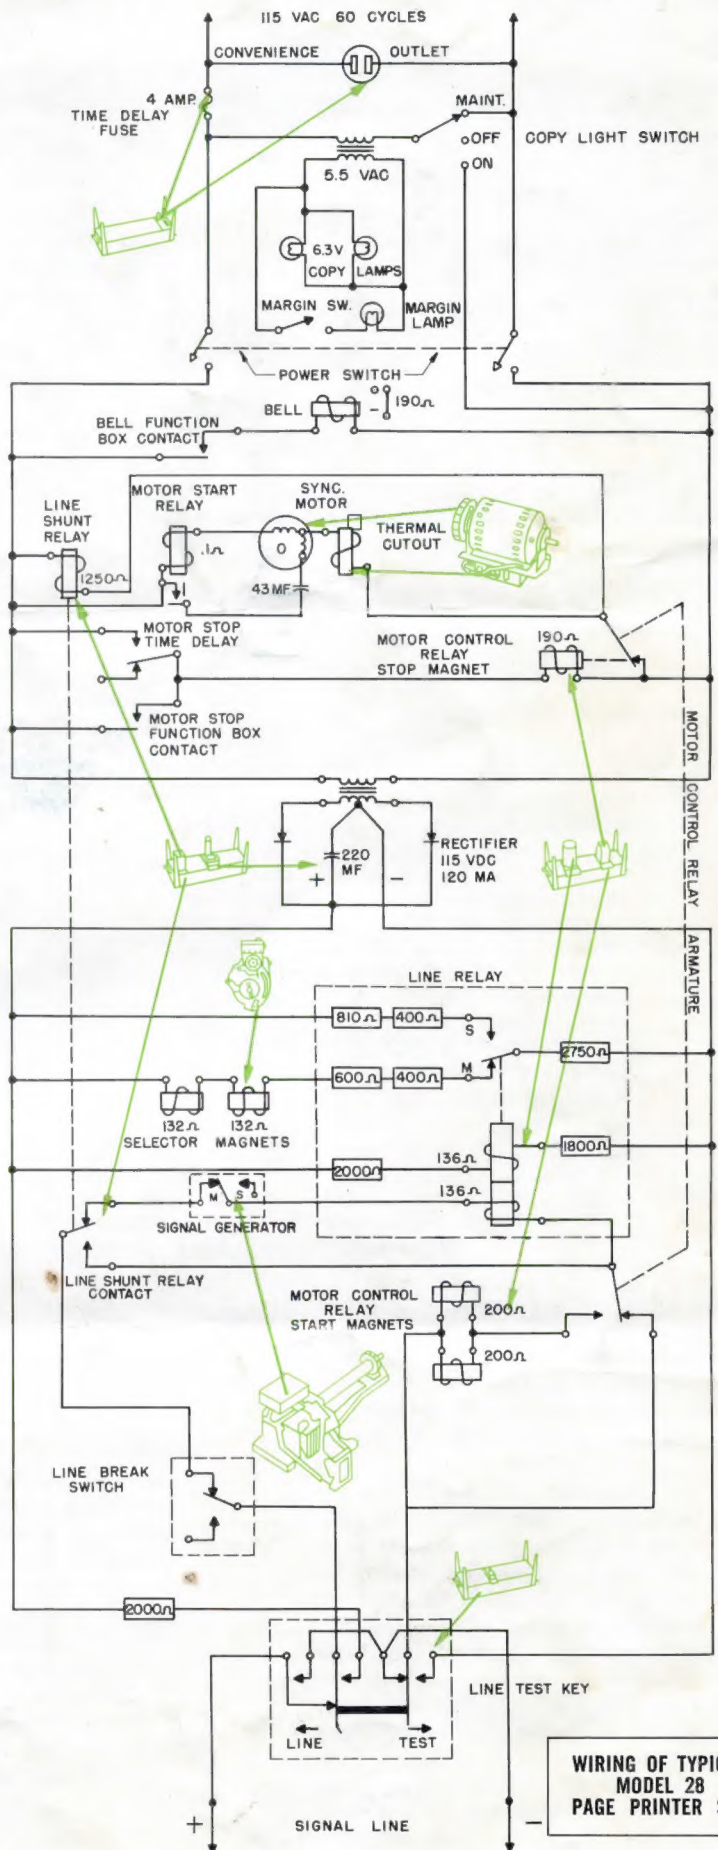 115 VAC 60 CYCLES
CONVENIENCE OUTLET
4 AMP.
TIME DELAY
FUSE
MAINT.
OFF
ON
COPY LIGHT SWITCH
5.5 VAC
6.3V
COPY LAMPS
MARGIN SW.
MARGIN
LAMP
POWER SWITCH
BELL
190Ω
BELL FUNCTION
BOX CONTACT
LINE
SHUNT
RELAY
1250Ω
MOTOR START
RELAY
.1Ω
SYNC.
MOTOR
THERMAL
CUTOUT
43 MF
MOTOR STOP
TIME DELAY
MOTOR CONTROL
RELAY
STOP MAGNET
190Ω
MOTOR STOP
FUNCTION BOX
CONTACT
MOTOR CONTROL RELAY ARMATURE
220
MF
+
-
RECTIFIER
115 VDC
120 MA
LINE RELAY
810Ω
400Ω
S
2750Ω
600Ω
400Ω
M
132Ω
132Ω
SELECTOR MAGNETS
2000Ω
136Ω
1800Ω
136Ω
M S
SIGNAL GENERATOR
LINE SHUNT RELAY
CONTACT
MOTOR CONTROL
RELAY
START MAGNETS
200Ω
200Ω
LINE BREAK
SWITCH
2000Ω
LINE TEST KEY
LINE
TEST
+
SIGNAL LINE
-
WIRING OF
MODEL 28
PAGE PRINTER